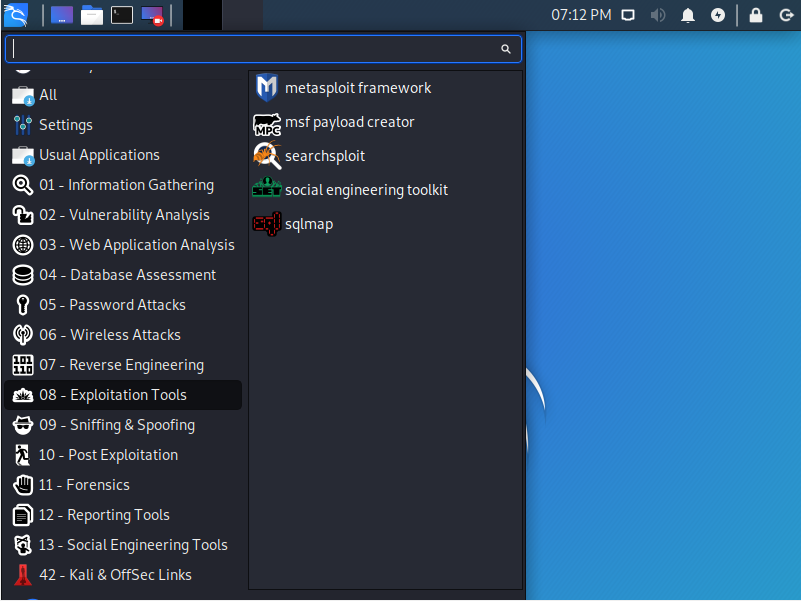 07:12 PM
All
Settings
Usual Applications
01 - Information Gathering
02 - Vulnerability Analysis
03 - Web Application Analysis
04 - Database Assessment
05 - Password Attacks
06 - Wireless Attacks
07 - Reverse Engineering
08 - Exploitation Tools
09 - Sniffing & Spoofing
10 - Post Exploitation
11 - Forensics
12 - Reporting Tools
13 - Social Engineering Tools
42 - Kali & OffSec Links
metasploit framework
MPC
msf payload creator
searchsploit
SET
social engineering toolkit
sql
sqlmap